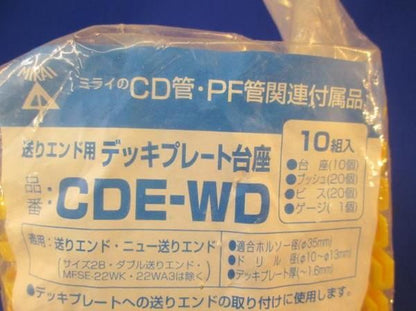 MIRAI
ミライのCD管・PF管関連付属品
送りエンド用 デッキプレート台座
品番: CDE-WD
10組入
●台座(10個)
●ブッシュ(20個)
●ビス(20個)
●ゲージ(1個)
適用:送りエンド・ニュー送りエンド
(サイズ28・ダブル送りエンド・
MFSE-22WK・22WA3は除く。)
●適合ホルソー径(φ35mm)
●ドリル径(φ10〜φ13mm)
●デッキプレート厚(〜1.6mm)
●デッキプレートへの送りエンドの取り付けに使用します。